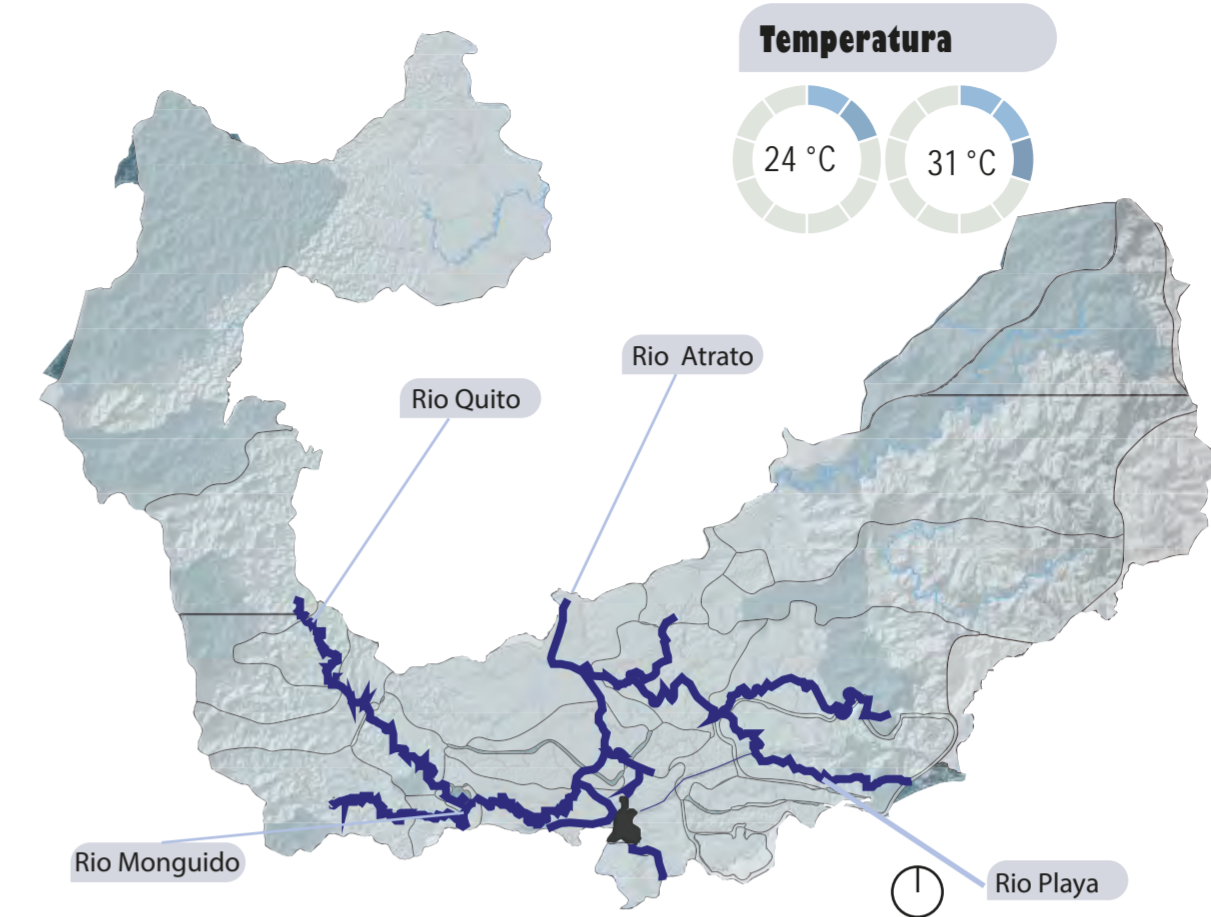 Temperatura
24 °C
31 °C
Rio Atrato
Rio Quito
Rio Monguido
Rio Playa